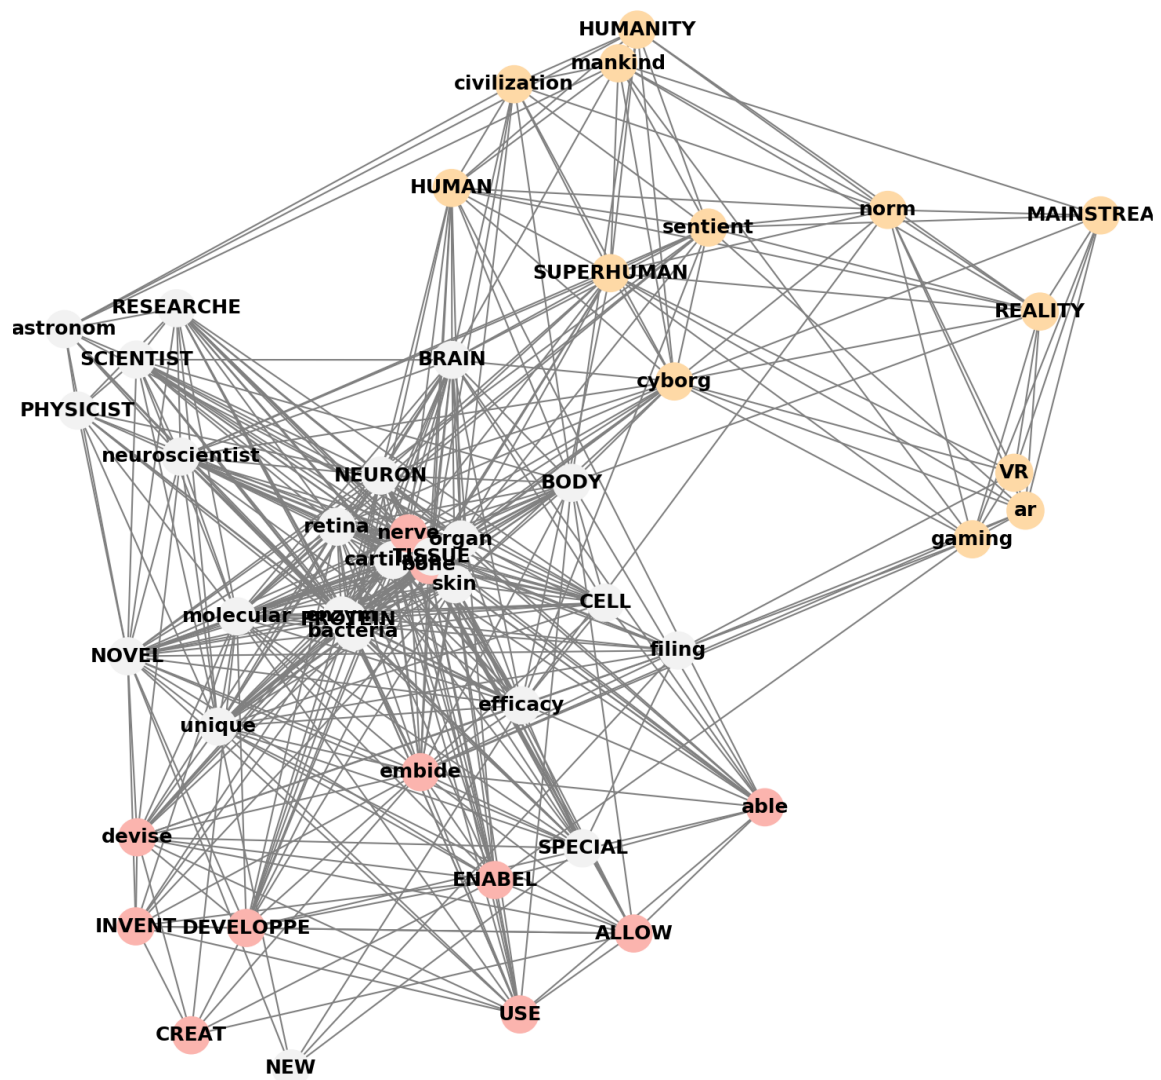 HUMANITY
mankind
civilization
HUMAN
norm
MAINSTREA
sentient
SUPERHUMAN
RESEARCHE
REALITY
astronom
SCIENTIST
BRAIN
cyborg
PHYSICIST
neuroscientist
NEURON
VR
BODY
ar
retina
nerve
organ
gaming
TISSUE
bone
skin
CELL
molecular
PROTEIN
bacteria
filing
NOVEL
efficacy
unique
embide
able
devise
SPECIAL
ENABEL
INVENT
DEVELOPPE
ALLOW
USE
CREAT
NEW